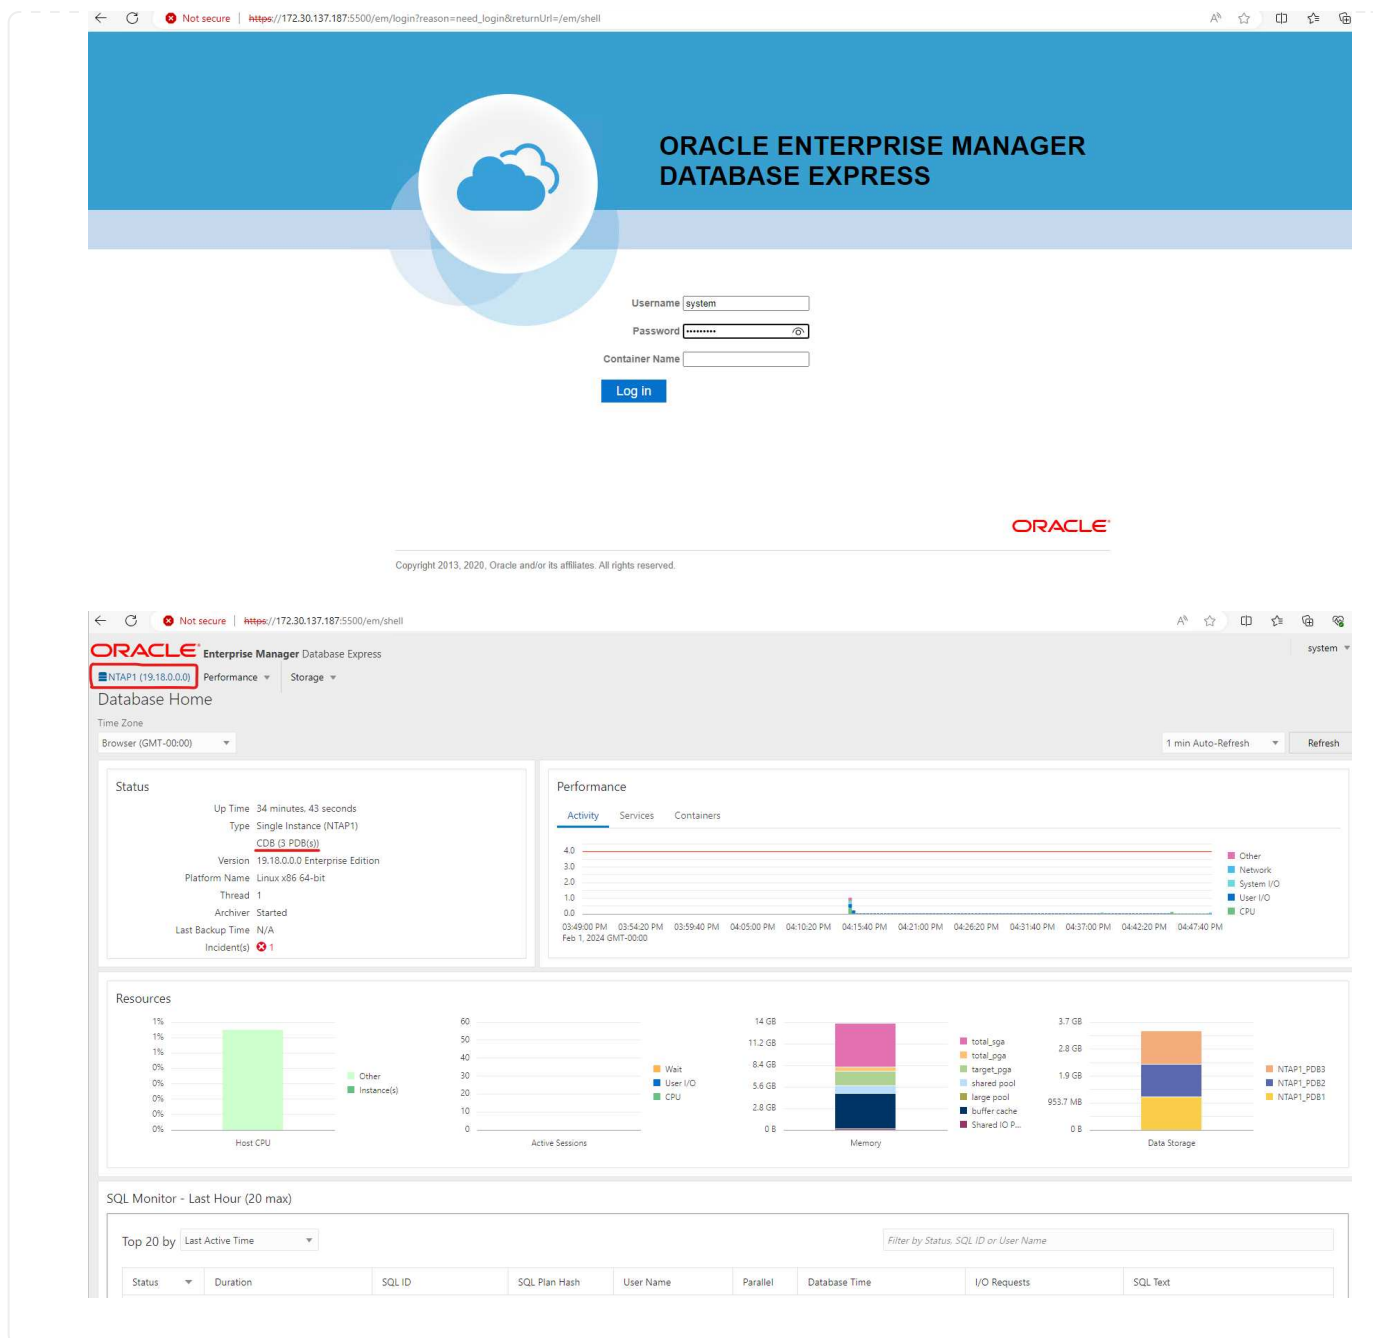 Not secure | https://172.30.137.187:5500/em/login?reason=need_login&returnUrl=/em/shell
ORACLE ENTERPRISE MANAGER
DATABASE EXPRESS
Username system
Password •••••••••
Container Name
Log in
ORACLE
Copyright 2013, 2020, Oracle and/or its affiliates. All rights reserved.
Not secure | https://172.30.137.187:5500/em/shell
ORACLE Enterprise Manager Database Express
system
NTAP1 (19.18.0.0.0) Performance Storage
Database Home
Time Zone
Browser (GMT-00:00)
1 min Auto-Refresh Refresh
Status
Up Time 34 minutes, 43 seconds
Type Single Instance (NTAP1)
CDB (3 PDB(s))
Version 19.18.0.0.0 Enterprise Edition
Platform Name Linux x86 64-bit
Thread 1
Archiver Started
Last Backup Time N/A
Incident(s) 1
Performance
Activity Services Containers
4.0
3.0
2.0
1.0
0.0
03:49:00 PM 03:54:20 PM 03:59:40 PM 04:05:00 PM 04:10:20 PM 04:15:40 PM 04:21:00 PM 04:26:20 PM 04:31:40 PM 04:37:00 PM 04:42:20 PM 04:47:40 PM
Feb 1, 2024 GMT-00:00
Other
Network
System I/O
User I/O
CPU
Resources
1%
1%
1%
0%
0%
0%
0%
0%
Host CPU
Other
Instance(s)
60
50
40
30
20
10
0
Active Sessions
Wait
User I/O
CPU
14 GB
11.2 GB
8.4 GB
5.6 GB
2.8 GB
0 B
Memory
total_sga
total_pga
target_pga
shared pool
large pool
buffer cache
Shared IO P...
3.7 GB
2.8 GB
1.9 GB
953.7 MB
0 B
Data Storage
NTAP1_PDB3
NTAP1_PDB2
NTAP1_PDB1
SQL Monitor - Last Hour (20 max)
Top 20 by Last Active Time
Filter by Status, SQL ID or User Name
Status Duration SQL ID SQL Plan Hash User Name Parallel Database Time I/O Requests SQL Text